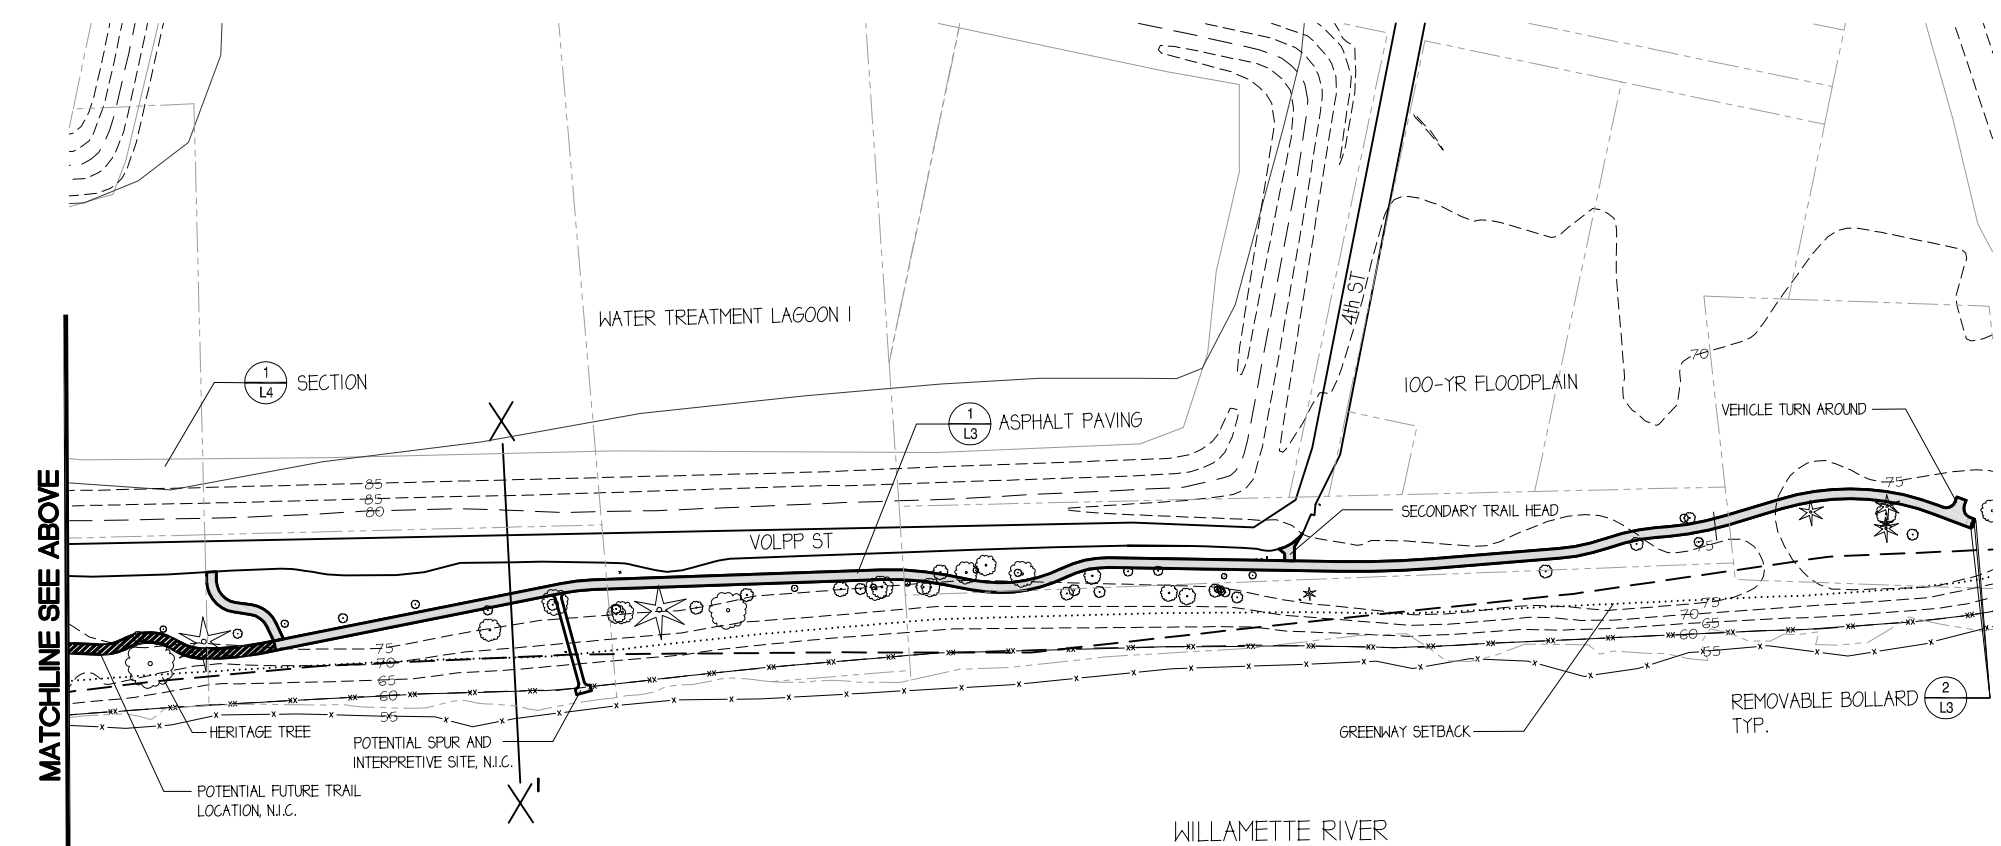 4th ST
WATER TREATMENT LAGOON 1
70
1
L4
SECTION
100-YR FLOODPLAIN
VEHICLE TURN AROUND
X
1
L3
ASPHALT PAVING
85
85
80
75
SECONDARY TRAIL HEAD
VOLPP ST
75
MATCHLINE SEE ABOVE
75
70
65
60
55
75
70
65
60
55
REMOVABLE BOLLARD
TYP.
2
L3
HERITAGE TREE
GREENWAY SETBACK
POTENTIAL SPUR AND
INTERPRETIVE SITE, N.I.C.
POTENTIAL FUTURE TRAIL
LOCATION, N.I.C.
X'
WILLAMETTE RIVER